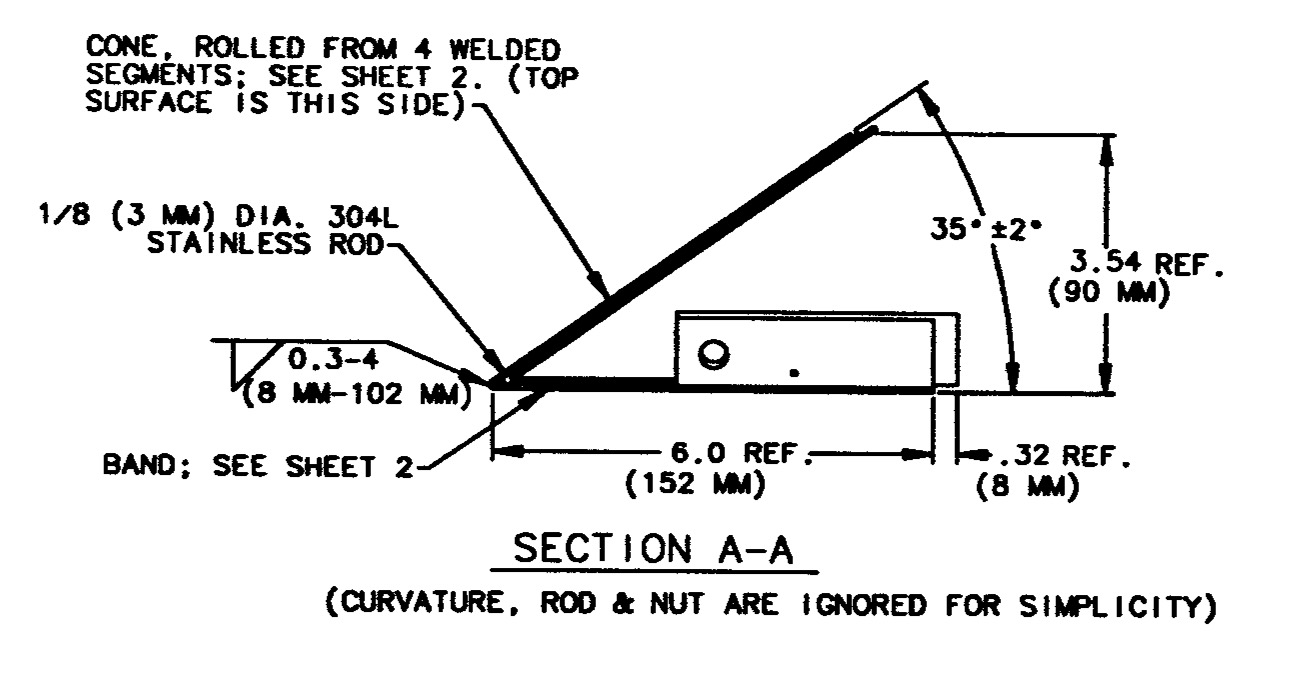 CONE, ROLLED FROM 4 WELDED
SEGMENTS; SEE SHEET 2. (TOP
SURFACE IS THIS SIDE)
1/8 (3 MM) DIA. 304L
STAINLESS ROD
35°±2°
3.54 REF.
(90 MM)
0.3-4
(8 MM-102 MM)
BAND; SEE SHEET 2
6.0 REF.
(152 MM)
.32 REF.
(8 MM)
SECTION A-A
(CURVATURE, ROD & NUT ARE IGNORED FOR SIMPLICITY)